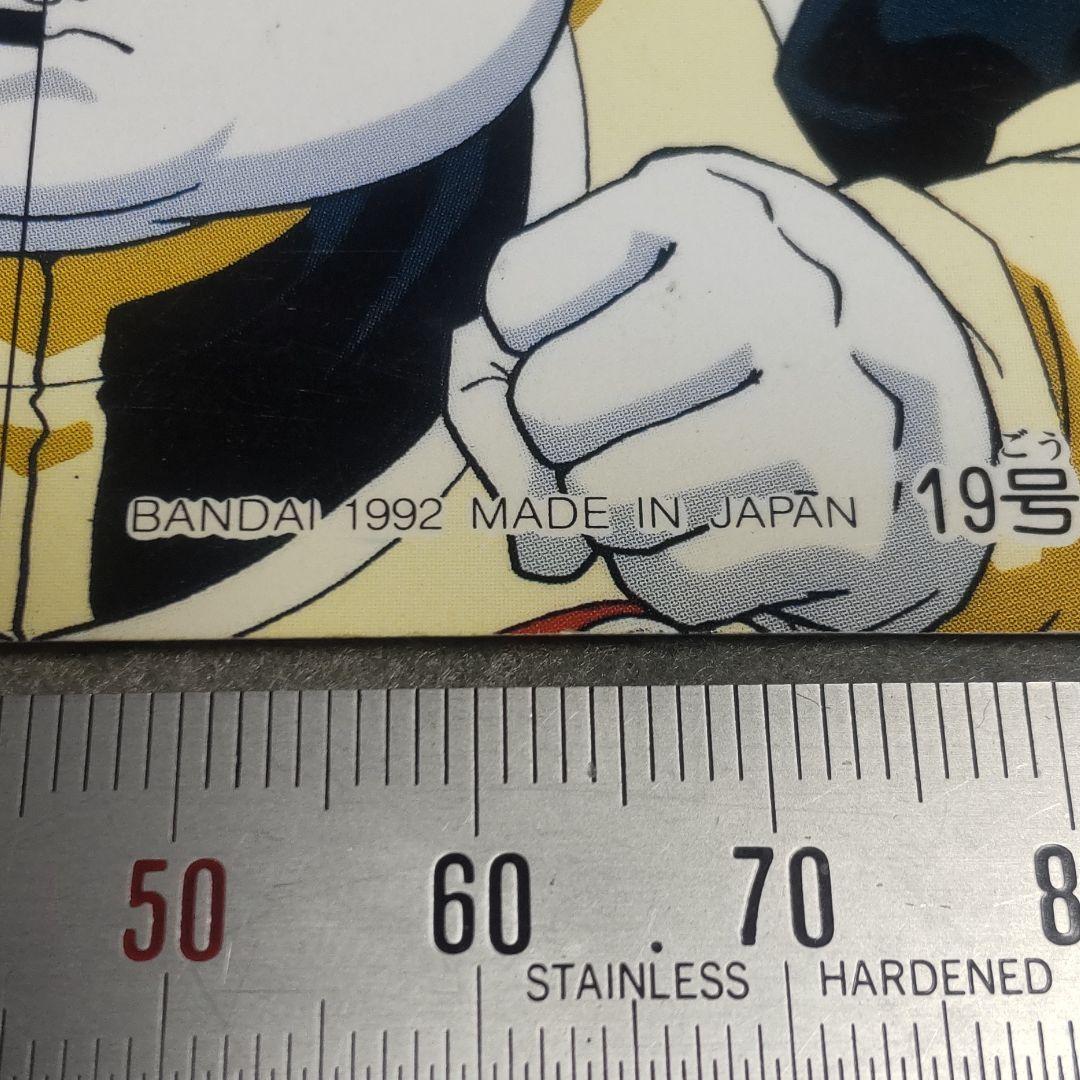 ごう
BANDAI 1992 MADE IN JAPAN '19号
50 60 70 8
STAINLESS HARDENED